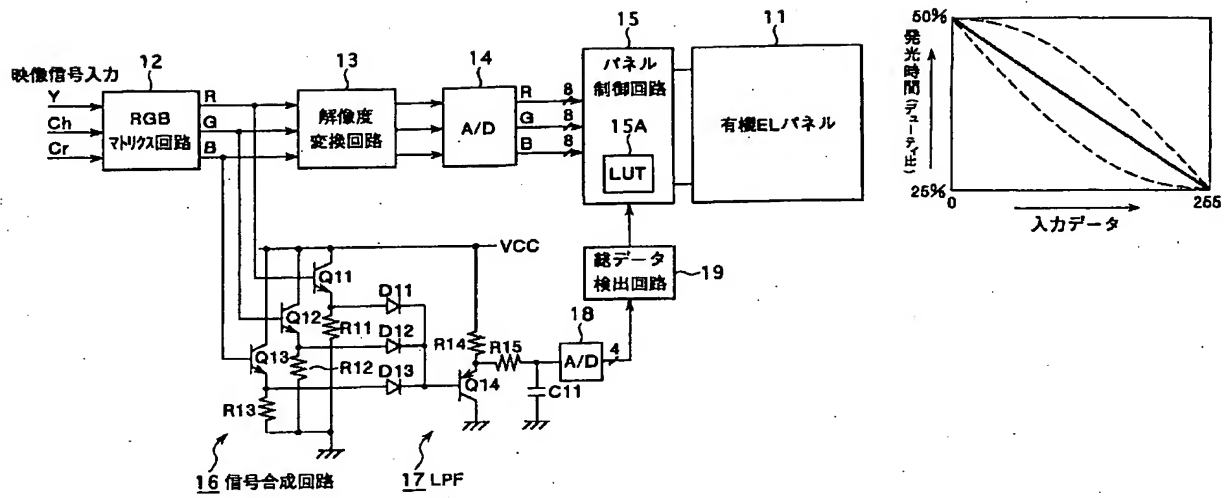 映像信号入力
Y
Ch
Cr
12
RGB
マトリクス回路
R
G
B
13
解像度
変換回路
14
A/D
R
G
B
8
8
8
15
パネル
制御回路
15A
LUT
11
有機ELパネル
VCC
Q11
Q12
Q13
R11
R12
R13
D11
D12
D13
R14
R15
Q14
C11
18
A/D
4
総データ
検出回路
19
16 信号合成回路
17 LPF
50%
発光時間(デューティ比)
25%
0
255
入力データ